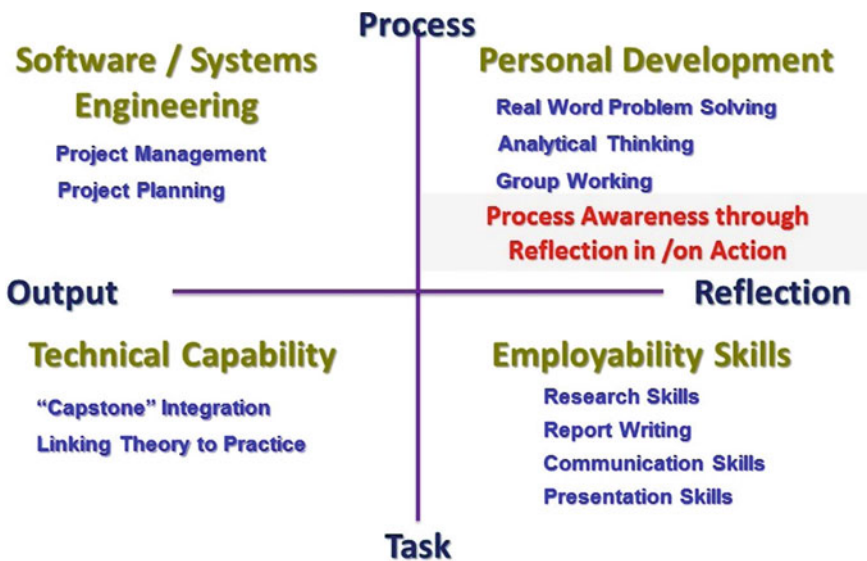 Process
Software / Systems
Engineering
Project Management
Project Planning
Personal Development
Real Word Problem Solving
Analytical Thinking
Group Working
Process Awareness through
Reflection in /on Action
Output
Reflection
Technical Capability
“Capstone” Integration
Linking Theory to Practice
Employability Skills
Research Skills
Report Writing
Communication Skills
Presentation Skills
Task